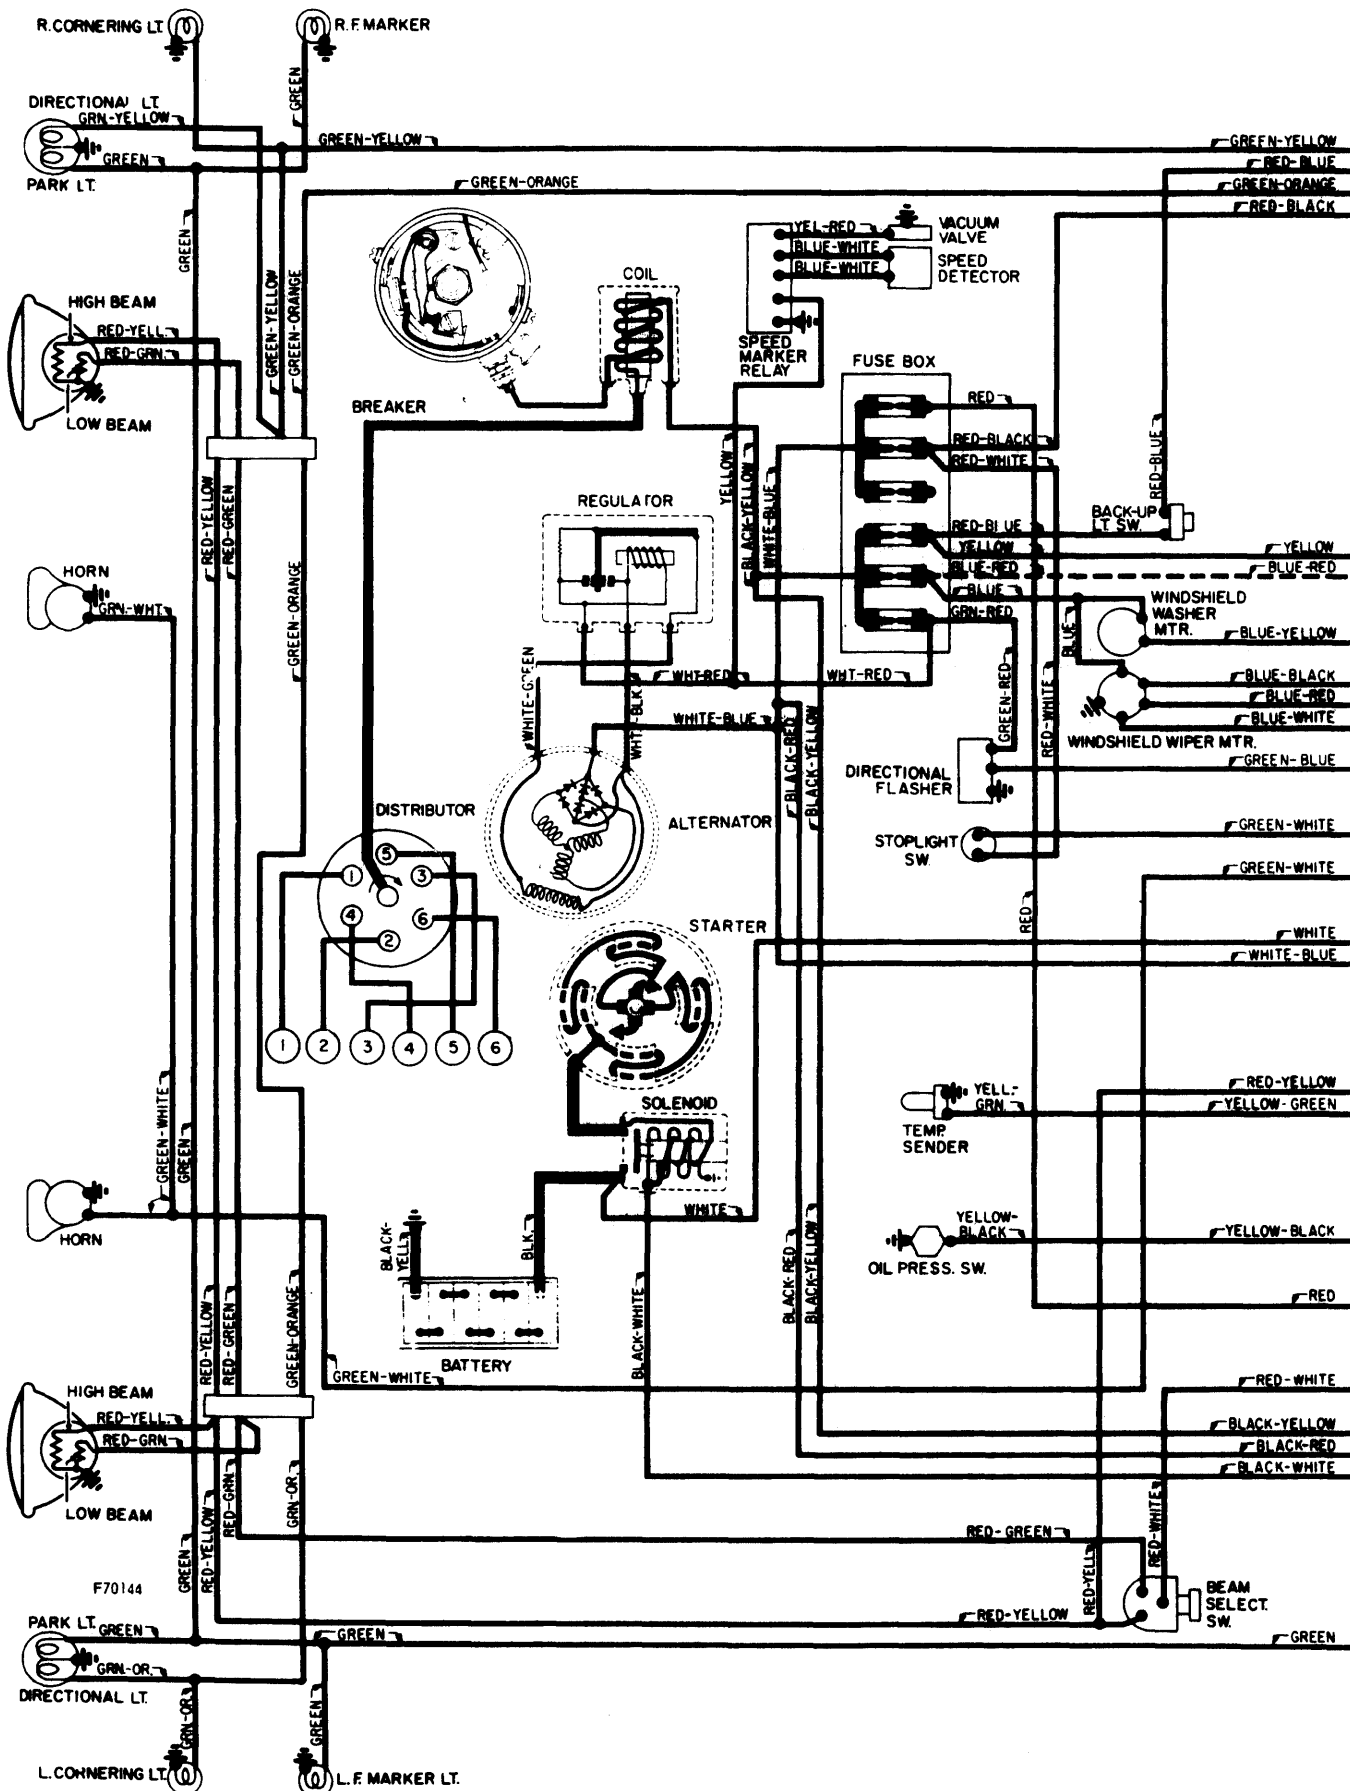 R. CORNERING LT.
R.F. MARKER
DIRECTIONAL LT.
GRN-YELLOW
GREEN
GREEN
PARK LT.
GREEN-YELLOW
GREEN-YELLOW
RED-BLUE
GREEN-ORANGE
GREEN-ORANGE
RED-BLACK
GREEN
GREEN-YELLOW
GREEN-ORANGE
YEL-RED
BLUE-WHITE
BLUE-WHITE
VACUUM
VALVE
SPEED
DETECTOR
COIL
HIGH BEAM
RED-YELL.
RED-GRN.
LOW BEAM
SPEED
MARKER
RELAY
FUSE BOX
BREAKER
RED
RED-BLACK
RED-WHITE
RED-BLUE
YELLOW
BLACK-YELLOW
WHITE-BLUE
RED-YELLOW
RED-GREEN
REGULATOR
BACK-UP
LT. SW.
RED-BLUE
YELLOW
YELLOW
BLUE-RED
BLUE-RED
BLUE
GRN-RED
HORN
GRN-WHT.
GREEN-ORANGE
WINDSHIELD
WASHER
MTR.
BLUE-YELLOW
BLUE
WHT-RED
WHT-RED
WHITE-GREEN
WHT-BLK
WHITE-BLUE
BLACK-RED
BLACK-YELLOW
GREEN-RED
RED-WHITE
BLUE-BLACK
BLUE-RED
BLUE-WHITE
WINDSHIELD WIPER MTR.
GREEN-BLUE
DIRECTIONAL
FLASHER
DISTRIBUTOR
ALTERNATOR
STOPLIGHT
SW.
GREEN-WHITE
GREEN-WHITE
5
1
3
4
6
2
STARTER
RED
WHITE
WHITE-BLUE
1
2
3
4
5
6
SOLENOID
YELL.-
GRN.
TEMP.
SENDER
RED-YELLOW
YELLOW-GREEN
GREEN-WHITE
GREEN
HORN
WHITE
BLACK-
YELL.
BLK.
BATTERY
YELLOW-
BLACK
YELLOW-BLACK
OIL PRESS. SW.
RED
RED-YELLOW
RED-GREEN
GREEN-ORANGE
BLACK-WHITE
BLACK-RED
BLACK-YELLOW
GREEN-WHITE
RED-WHITE
HIGH BEAM
RED-YELL.
RED-GRN.
LOW BEAM
BLACK-YELLOW
BLACK-RED
BLACK-WHITE
GREEN
RED-YELLOW
RED-GRN.
GRN-OR.
RED-GREEN
RED-WHITE
RED-YELL.
F70144
BEAM
SELECT.
SW.
RED-YELLOW
PARK LT.
GREEN
GREEN
GREEN
GRN-OR.
DIRECTIONAL LT.
GRN-OR.
GREEN
L. CORNERING LT.
L.F. MARKER LT.